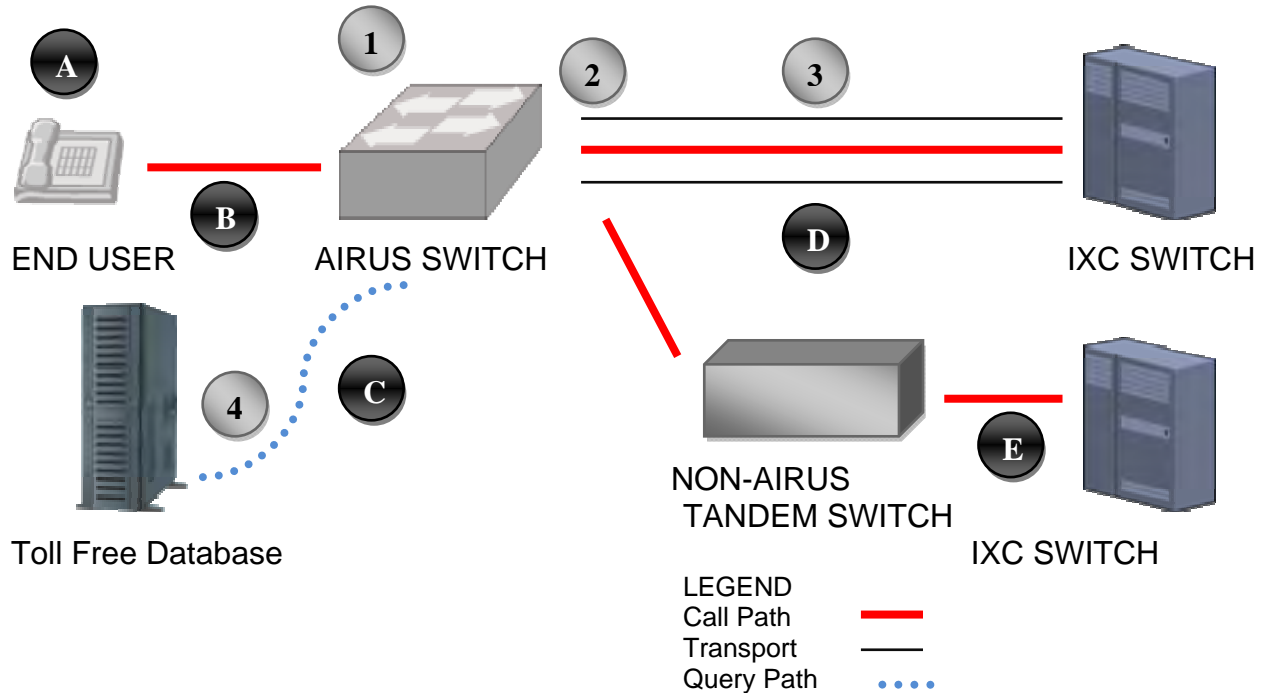 1
A
2
3
B
D
END USER
AIRUS SWITCH
IXC SWITCH
4
C
E
NON-AIRUS
TANDEM SWITCH
Toll Free Database
IXC SWITCH
LEGEND
Call Path
Transport
Query Path